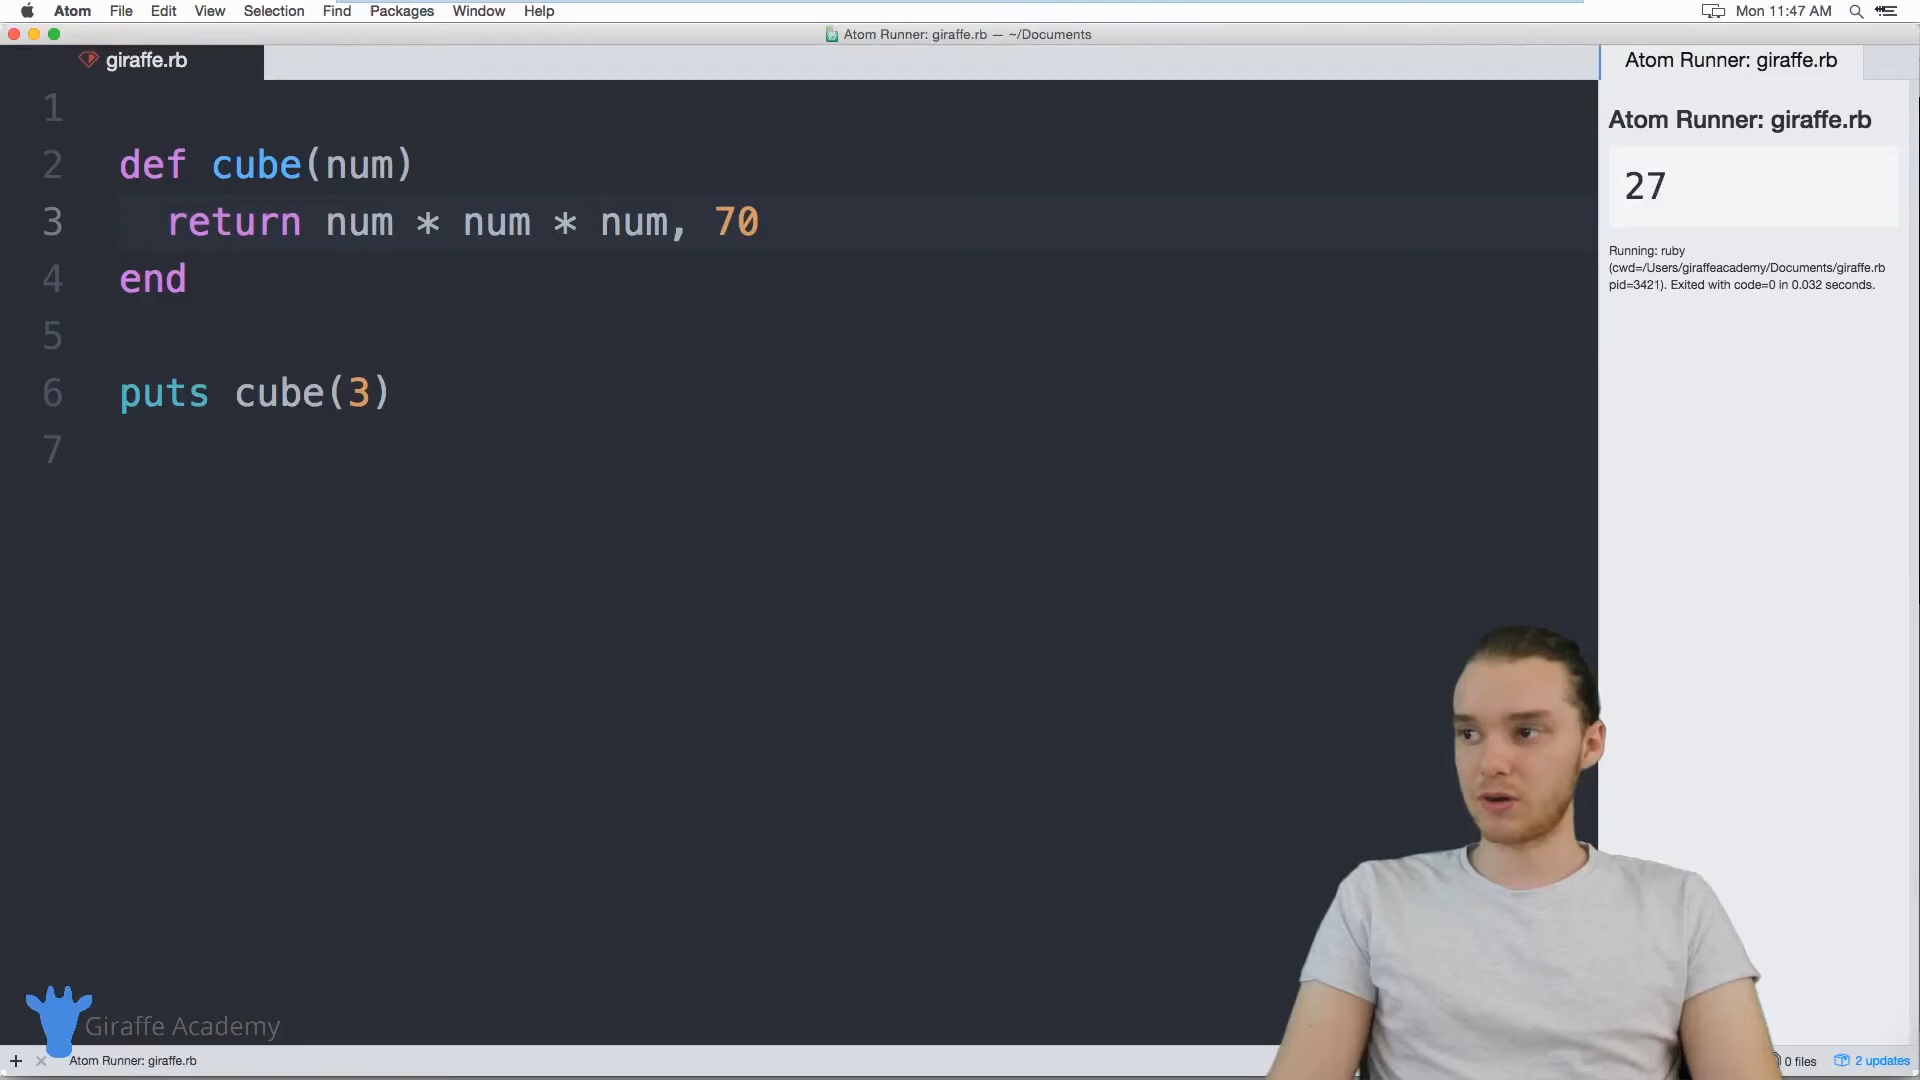 Atom File Edit View Selection Find Packages Window Help Mon 11:47 AM
Atom Runner: giraffe.rb — ~/Documents
giraffe.rb
Atom Runner: giraffe.rb
1
2 def cube(num)
3 return num * num * num, 70
4 end
5
6 puts cube(3)
7
Atom Runner: giraffe.rb
27
Running: ruby
(cwd=/Users/giraffeacademy/Documents/giraffe.rb
pid=3421). Exited with code=0 in 0.032 seconds.
Giraffe Academy
Atom Runner: giraffe.rb
0 files 2 updates